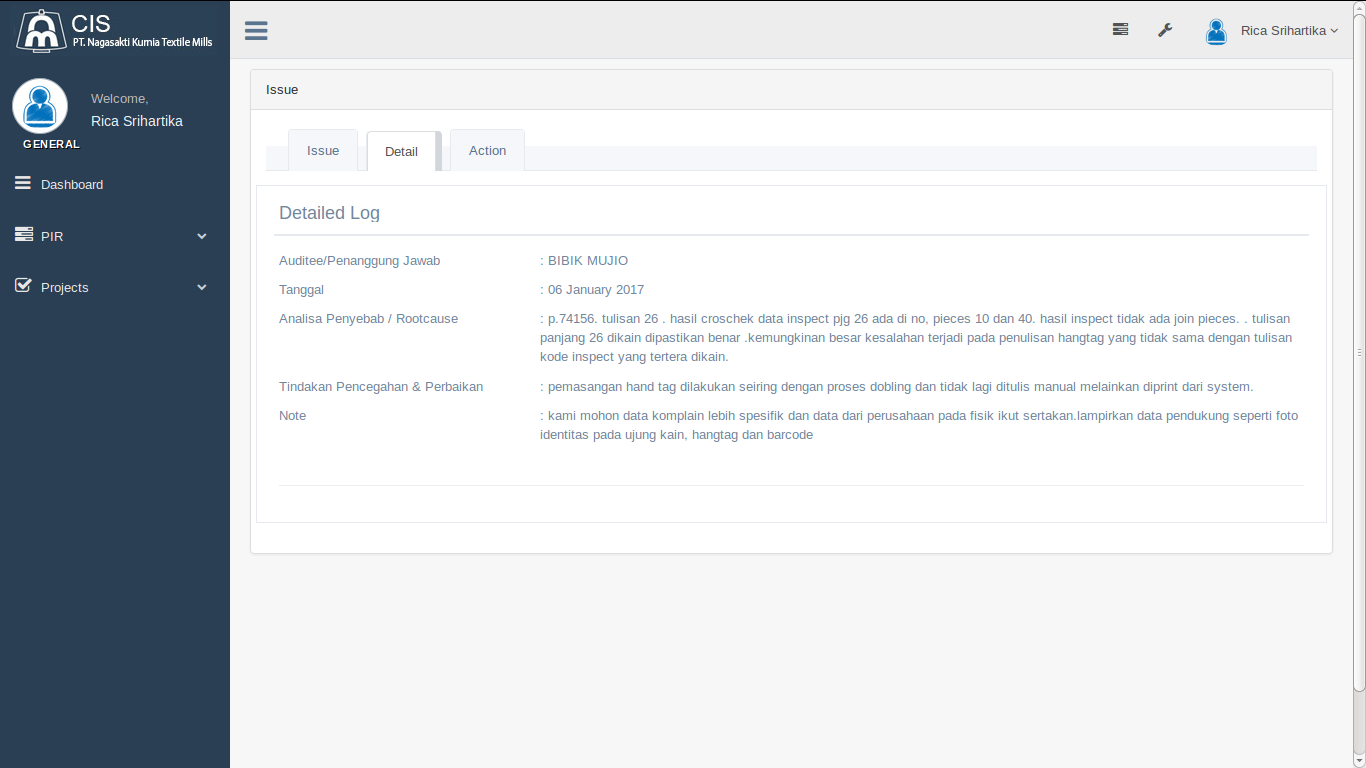 CIS
PT. Nagasakti Kurnia Textile Mills
Rica Srihartika
Welcome,
Rica Srihartika
GENERAL
Dashboard
PIR
Projects
Issue
Issue
Detail
Action
Detailed Log
Auditee/Penanggung Jawab : BIBIK MUJIO
Tanggal : 06 January 2017
Analisa Penyebab / Rootcause : p.74156. tulisan 26 . hasil croschek data inspect pjg 26 ada di no, pieces 10 dan 40. hasil inspect tidak ada join pieces. . tulisan
panjang 26 dikain dipastikan benar .kemungkinan besar kesalahan terjadi pada penulisan hangtag yang tidak sama dengan tulisan
kode inspect yang tertera dikain.
Tindakan Pencegahan & Perbaikan : pemasangan hand tag dilakukan seiring dengan proses dobling dan tidak lagi ditulis manual melainkan diprint dari system.
Note : kami mohon data komplain lebih spesifik dan data dari perusahaan pada fisik ikut sertakan.lampirkan data pendukung seperti foto
identitas pada ujung kain, hangtag dan barcode